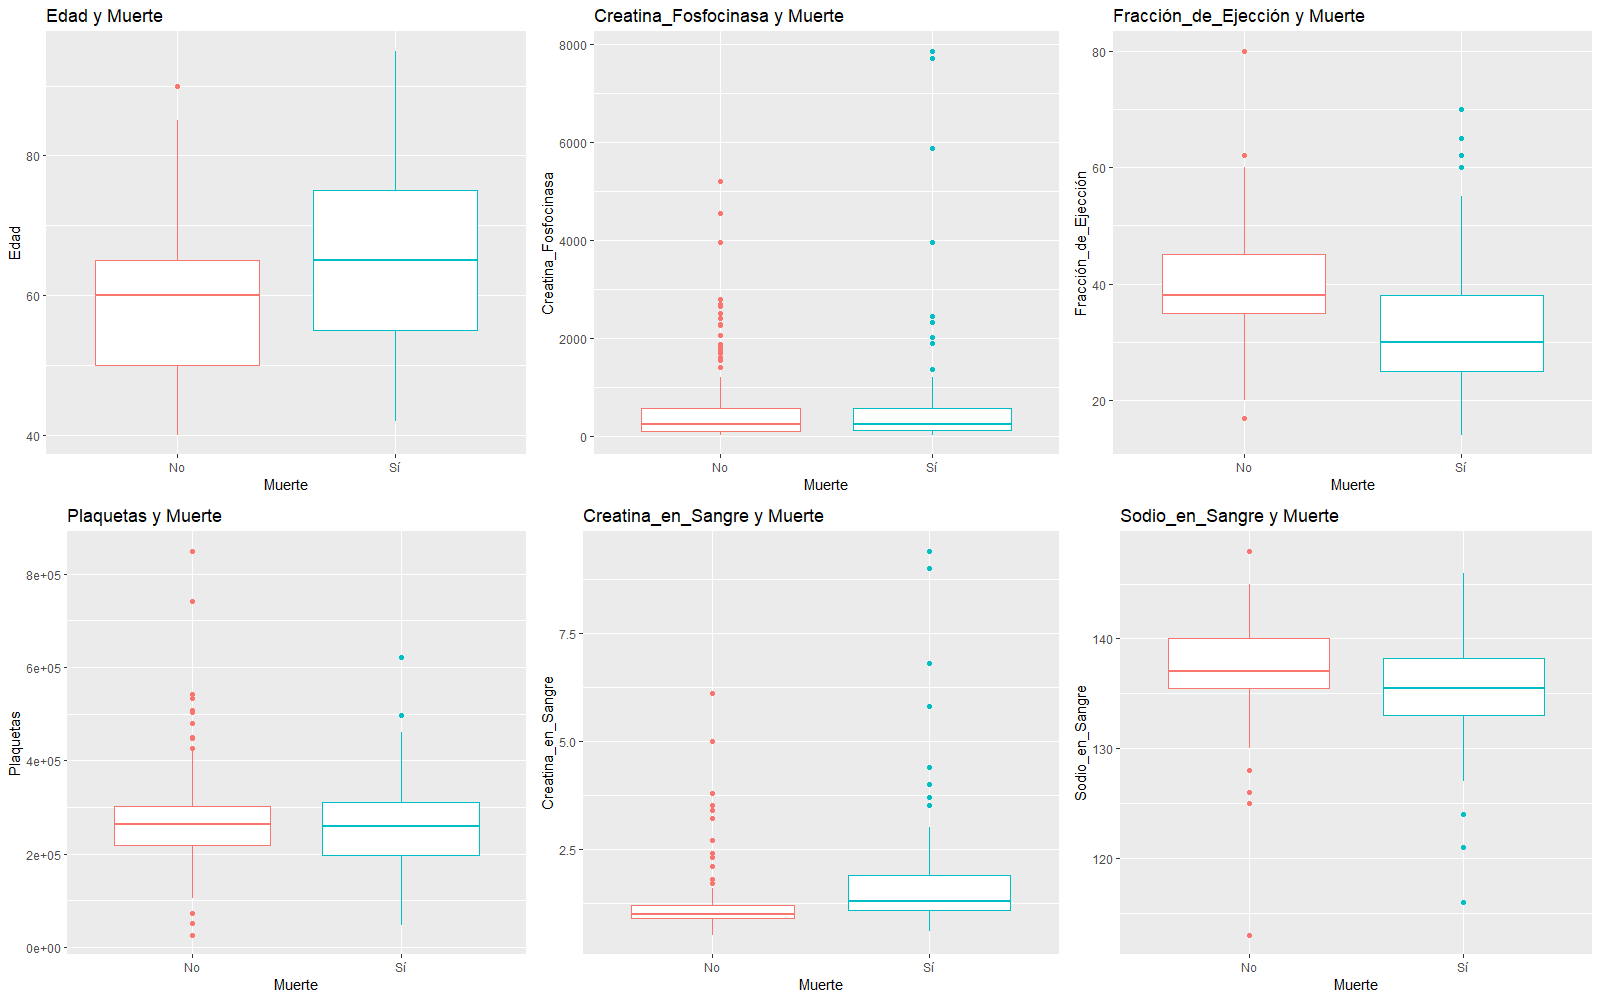 Edad y Muerte
Edad
80
60
40
No
Sí
Muerte
Creatina_Fosfocinasa y Muerte
Creatina_Fosfocinasa
8000
6000
4000
2000
0
No
Sí
Muerte
Fracción_de_Ejección y Muerte
Fracción_de_Ejección
80
60
40
20
No
Sí
Muerte
Plaquetas y Muerte
Plaquetas
8e+05
6e+05
4e+05
2e+05
0e+00
No
Sí
Muerte
Creatina_en_Sangre y Muerte
Creatina_en_Sangre
7.5
5.0
2.5
No
Sí
Muerte
Sodio_en_Sangre y Muerte
Sodio_en_Sangre
140
130
120
No
Sí
Muerte